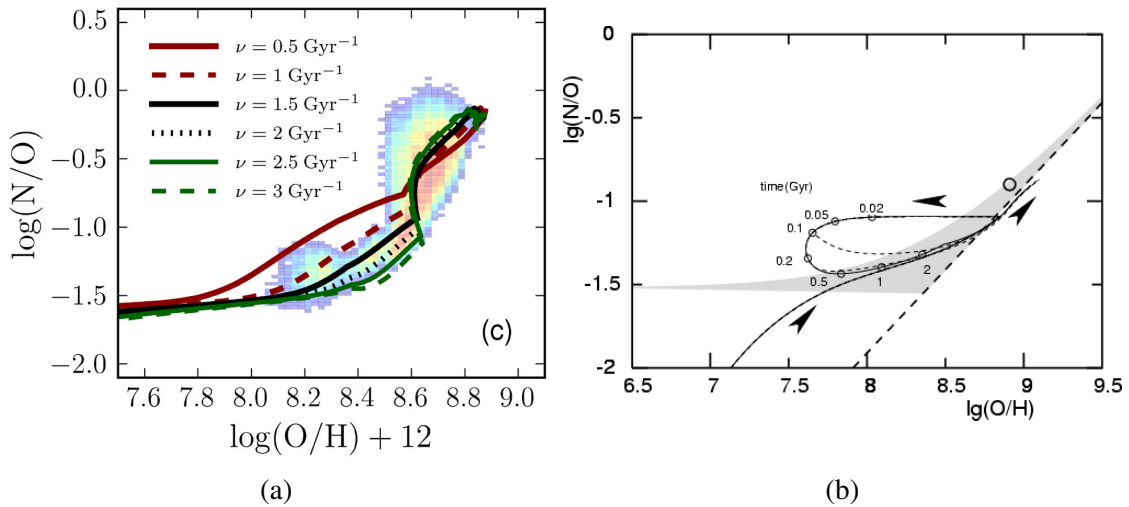 0.5
0.0
−0.5
−1.0
−1.5
−2.0
log(N/O)
ν = 0.5 Gyr⁻¹
ν = 1 Gyr⁻¹
ν = 1.5 Gyr⁻¹
ν = 2 Gyr⁻¹
ν = 2.5 Gyr⁻¹
ν = 3 Gyr⁻¹
(c)
7.6 7.8 8.0 8.2 8.4 8.6 8.8 9.0
log(O/H) + 12
(a)
0
-0.5
-1
-1.5
-2
lg(N/O)
time(Gyr)
0.02
0.05
0.1
0.2
0.5
1
2
6.5 7 7.5 8 8.5 9 9.5
lg(O/H)
(b)